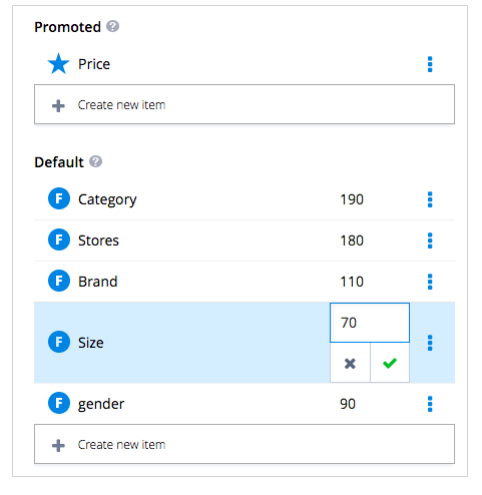 Promoted ?
Price
Create new item
Default ?
F Category 190
F Stores 180
F Brand 110
F Size 70
F gender 90
Create new item